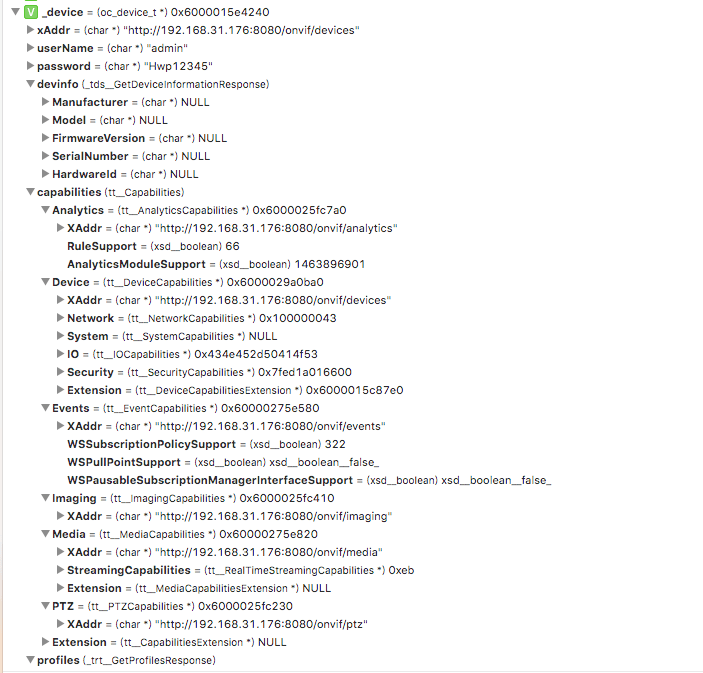 V _device = (oc_device_t *) 0x6000015e4240
xAddr = (char *) "http://192.168.31.176:8080/onvif/devices"
userName = (char *) "admin"
password = (char *) "Hwp12345"
devinfo (_tds__GetDeviceInformationResponse)
Manufacturer = (char *) NULL
Model = (char *) NULL
FirmwareVersion = (char *) NULL
SerialNumber = (char *) NULL
HardwareId = (char *) NULL
capabilities (tt__Capabilities)
Analytics = (tt__AnalyticsCapabilities *) 0x6000025fc7a0
XAddr = (char *) "http://192.168.31.176:8080/onvif/analytics"
RuleSupport = (xsd__boolean) 66
AnalyticsModuleSupport = (xsd__boolean) 1463896901
Device = (tt__DeviceCapabilities *) 0x6000029a0ba0
XAddr = (char *) "http://192.168.31.176:8080/onvif/devices"
Network = (tt__NetworkCapabilities *) 0x100000043
System = (tt__SystemCapabilities *) NULL
IO = (tt__IOCapabilities *) 0x434e452d50414f53
Security = (tt__SecurityCapabilities *) 0x7fed1a016600
Extension = (tt__DeviceCapabilitiesExtension *) 0x6000015c87e0
Events = (tt__EventCapabilities *) 0x60000275e580
XAddr = (char *) "http://192.168.31.176:8080/onvif/events"
WSSubscriptionPolicySupport = (xsd__boolean) 322
WSPullPointSupport = (xsd__boolean) xsd__boolean__false_
WSPausableSubscriptionManagerInterfaceSupport = (xsd__boolean) xsd__boolean__false_
Imaging = (tt__ImagingCapabilities *) 0x6000025fc410
XAddr = (char *) "http://192.168.31.176:8080/onvif/imaging"
Media = (tt__MediaCapabilities *) 0x60000275e820
XAddr = (char *) "http://192.168.31.176:8080/onvif/media"
StreamingCapabilities = (tt__RealTimeStreamingCapabilities *) 0xeb
Extension = (tt__MediaCapabilitiesExtension *) NULL
PTZ = (tt__PTZCapabilities *) 0x6000025fc230
XAddr = (char *) "http://192.168.31.176:8080/onvif/ptz"
Extension = (tt__CapabilitiesExtension *) NULL
profiles (_trt__GetProfilesResponse)